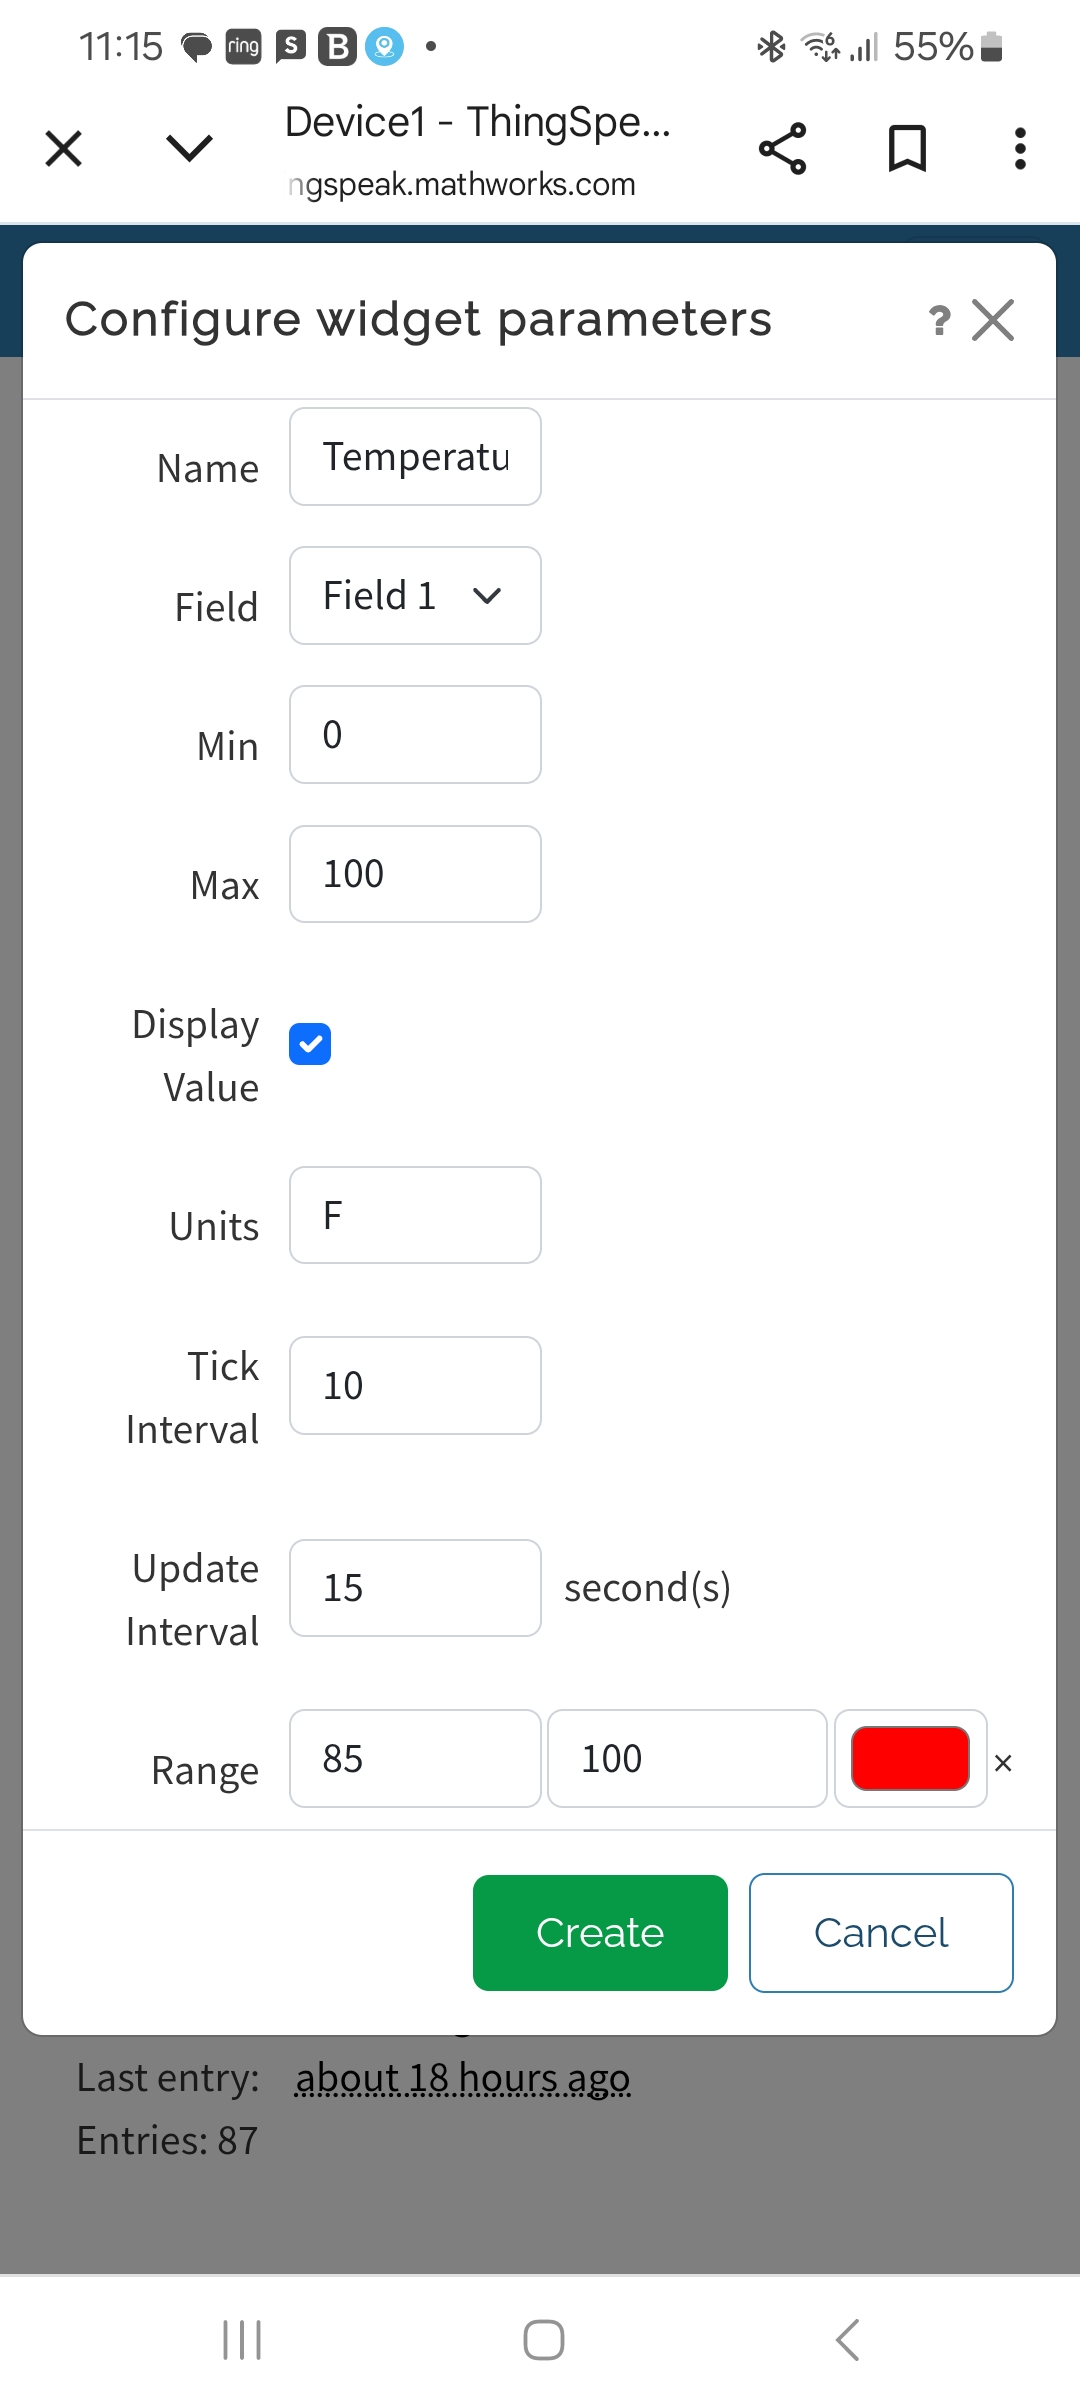 11:15 ring S B 6 55%
Device1 - ThingSpe...
ngspeak.mathworks.com
Configure widget parameters ?
Name Temperatu
Field Field 1
Min 0
Max 100
Display
Value
Units F
Tick
Interval 10
Update
Interval 15 second(s)
Range 85 100 ×
Create Cancel
Last entry: about 18 hours ago
Entries: 87